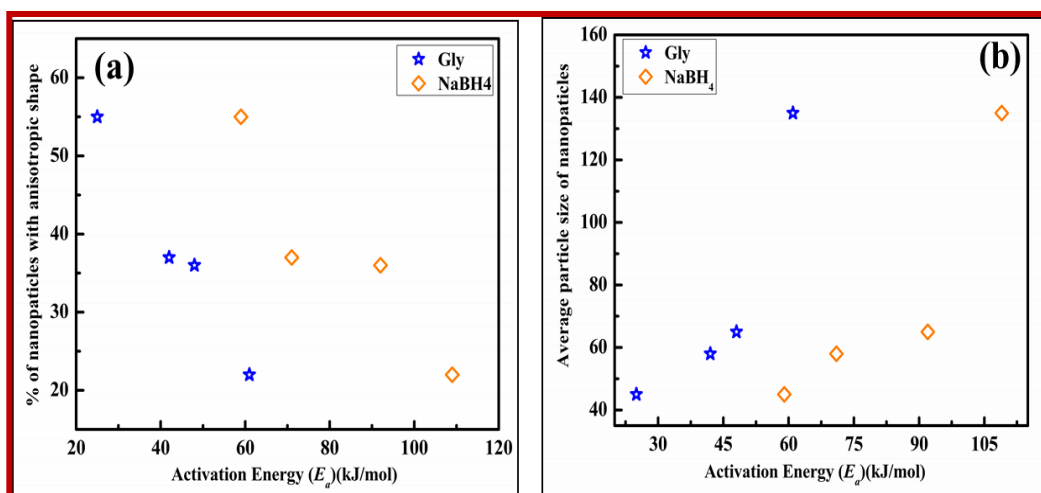 (a)
Gly
NaBH4
% of nanopaticles with anisotropic shape
60
50
40
30
20
20 40 60 80 100 120
Activation Energy (Ea)(kJ/mol)
(b)
Gly
NaBH4
Average particle size of nanopaticles
160
140
120
100
80
60
40
30 45 60 75 90 105
Activation Energy (Ea)(kJ/mol)